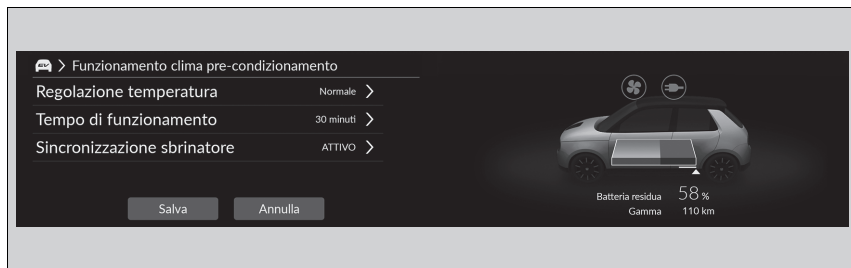 EV > Funzionamento clima pre-condizionamento
Regolazione temperatura Normale >
Tempo di funzionamento 30 minuti >
Sincronizzazione sbrinatore ATTIVO >
Salva Annulla
Batteria residua 58 %
Gamma 110 km